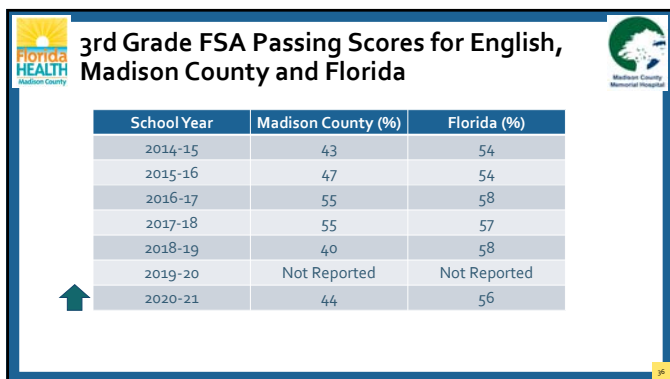 Florida
HEALTH
Madison County
3rd Grade FSA Passing Scores for English,
Madison County and Florida
Madison County
Memorial Hospital
School Year Madison County (%) Florida (%)
2014-15 43 54
2015-16 47 54
2016-17 55 58
2017-18 55 57
2018-19 40 58
2019-20 Not Reported Not Reported
2020-21 44 56
36